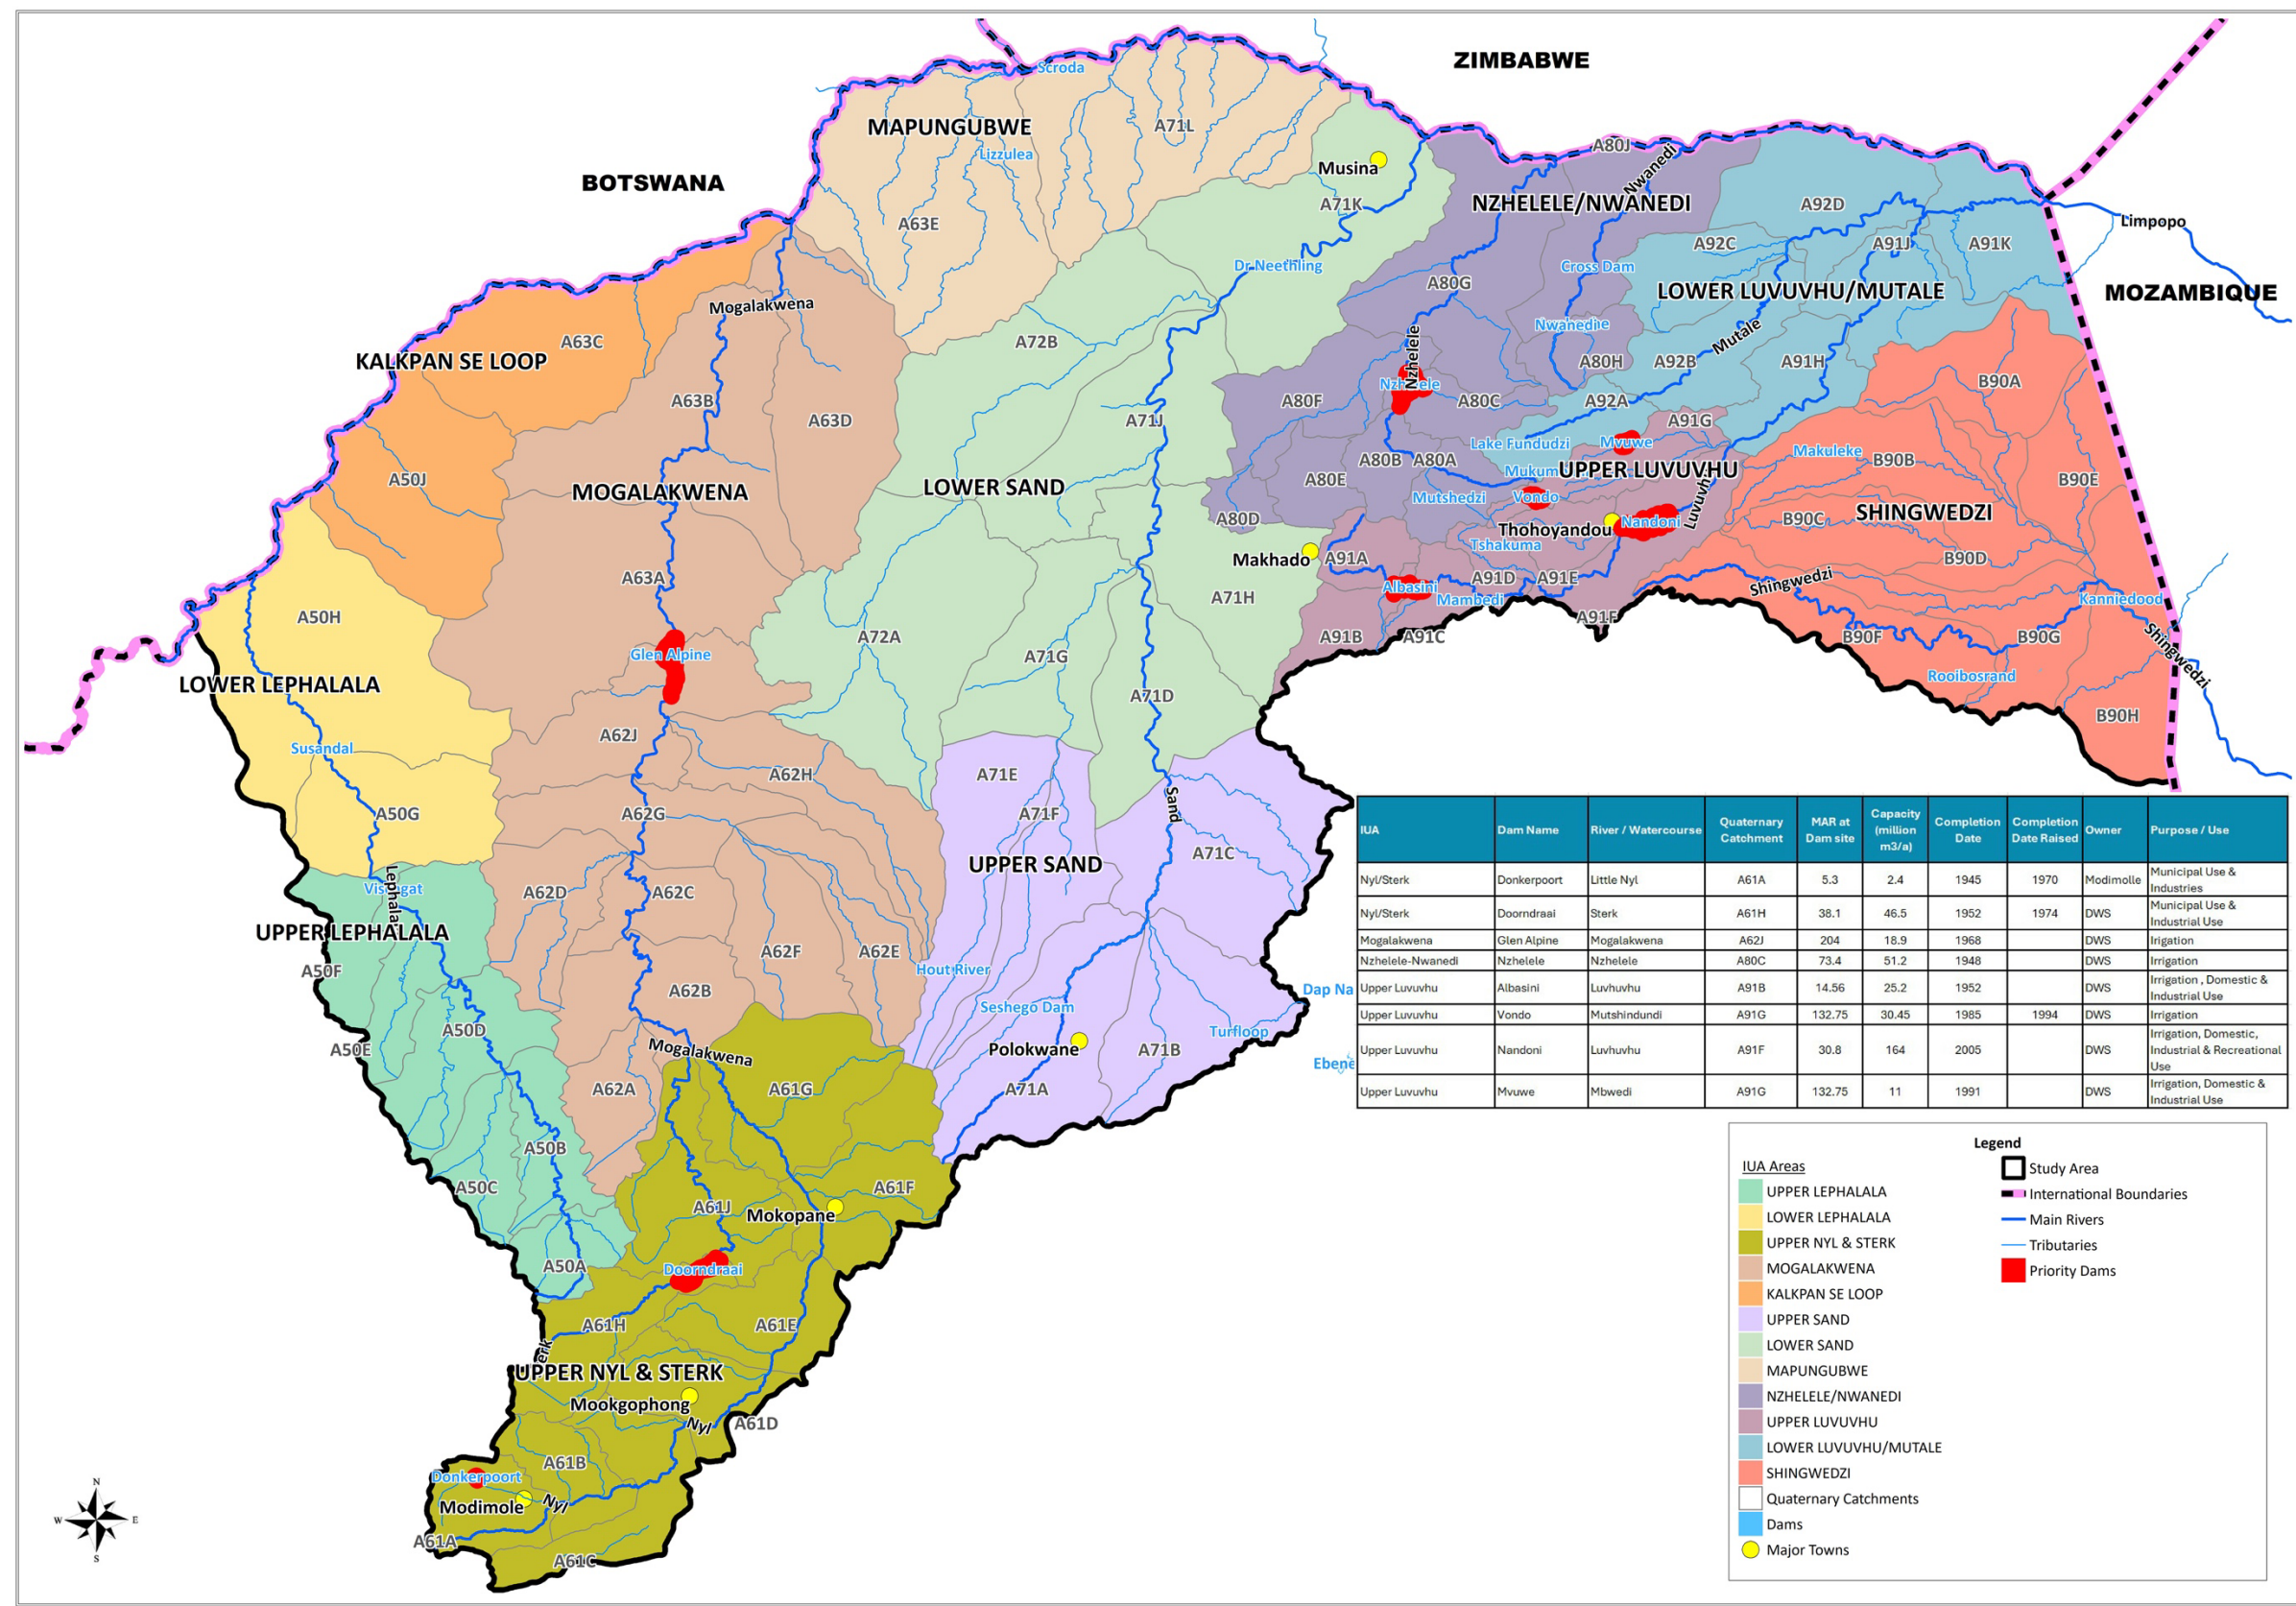 ZIMBABWE
Scroda
MAPUNGUBWE
A71L
Lizzulea
A80J
Musina
Nwanedi
BOTSWANA
A71K
NZHELELE/NWANEDI
A92D
A63E
Limpopo
A92C
A91J
A91K
Dr Neethling
Cross Dam
A80G
LOWER LUVUVHU/MUTALE
MOZAMBIQUE
Mogalakwena
Nwanedi
A63C
A72B
KALKPAN SE LOOP
Nzhelele
A80H
A92B
Mutale
A91H
B90A
A63B
A63D
A71J
A80F
A80C
A92A
A91G
Lake Fundudzi
Mvuwe
Makuleke
A50J
A80B
A80A
UPPER LUVUVHU
B90B
B90E
MOGALAKWENA
LOWER SAND
A80E
Mutshedzi
Vondo
Luvuvhu
SHINGWEDZI
A80D
Thohoyandou
Nandoni
B90C
Makhado
A91A
Tshakuma
B90D
A63A
A91D
A91E
Shingwedzi
Albasini
Mambedi
Kanniedood
A50H
A71H
A91F
A72A
A91B
A91C
B90F
B90G
Shingwedzi
Glen Alpine
A71G
LOWER LEPHALALA
A71D
Rooibosrand
B90H
A62J
Susandal
A62H
A71E
Sand
A50G
A62G
A71F
UPPER SAND
A71C
A62D
A62C
Lephalala
UPPER LEPHALALA
A62F
A62E
A50F
Hout River
A62B
Seshego Dam
Dap Na
A50D
Turfloop
A50E
Mogalakwena
Polokwane
A71B
Ebene
A62A
A61G
A71A
A50B
A50C
A61F
A61J
Mokopane
A50A
Doorndraai
A61H
A61E
UPPER NYL & STERK
Mookgophong
Nyl
A61D
A61B
Donkerpoort
Modimole
Nyl
A61A
A61C
N
W E
S
IUA Dam Name River / Watercourse Quaternary Catchment MAR at Dam site Capacity (million m3/a) Completion Date Completion Date Raised Owner Purpose / Use
Nyl/Sterk Donkerpoort Little Nyl A61A 5.3 2.4 1945 1970 Modimolle Municipal Use & Industries
Nyl/Sterk Doorndraai Sterk A61H 38.1 46.5 1952 1974 DWS Municipal Use & Industrial Use
Mogalakwena Glen Alpine Mogalakwena A62J 204 18.9 1968 DWS Irigation
Nzhelele-Nwanedi Nzhelele Nzhelele A80C 73.4 51.2 1948 DWS Irrigation
Upper Luvuvhu Albasini Luvhuvhu A91B 14.56 25.2 1952 DWS Irrigation , Domestic & Industrial Use
Upper Luvuvhu Vondo Mutshindundi A91G 132.75 30.45 1985 1994 DWS Irrigation
Upper Luvuvhu Nandoni Luvhuvhu A91F 30.8 164 2005 DWS Irrigation, Domestic, Industrial & Recreational Use
Upper Luvuvhu Mvuwe Mbwedi A91G 132.75 11 1991 DWS Irrigation, Domestic & Industrial Use
Legend
IUA Areas
UPPER LEPHALALA
LOWER LEPHALALA
UPPER NYL & STERK
MOGALAKWENA
KALKPAN SE LOOP
UPPER SAND
LOWER SAND
MAPUNGUBWE
NZHELELE/NWANEDI
UPPER LUVUVHU
LOWER LUVUVHU/MUTALE
SHINGWEDZI
Quaternary Catchments
Dams
Major Towns
Study Area
International Boundaries
Main Rivers
Tributaries
Priority Dams